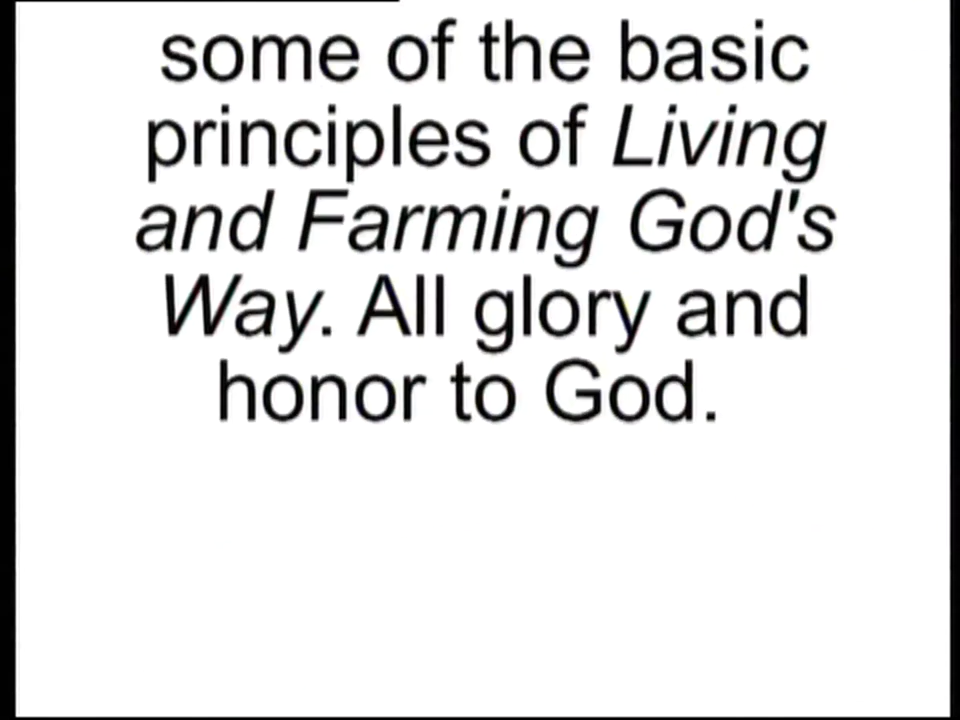 some of the basic
principles of Living
and Farming God's
Way. All glory and
honor to God.